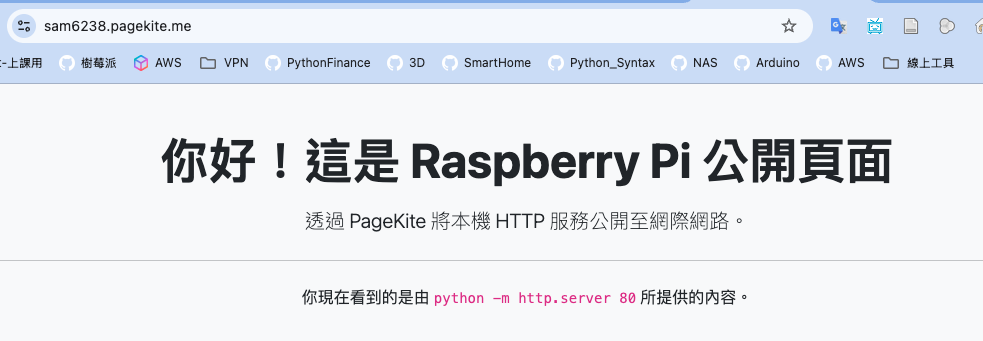 sam6238.pagekite.me
-上課用 樹莓派 AWS VPN PythonFinance 3D SmartHome Python_Syntax NAS Arduino AWS 線上工具
你好！這是 Raspberry Pi 公開頁面
透過 PageKite 將本機 HTTP 服務公開至網際網路。
你現在看到的是由 python -m http.server 80 所提供的內容。